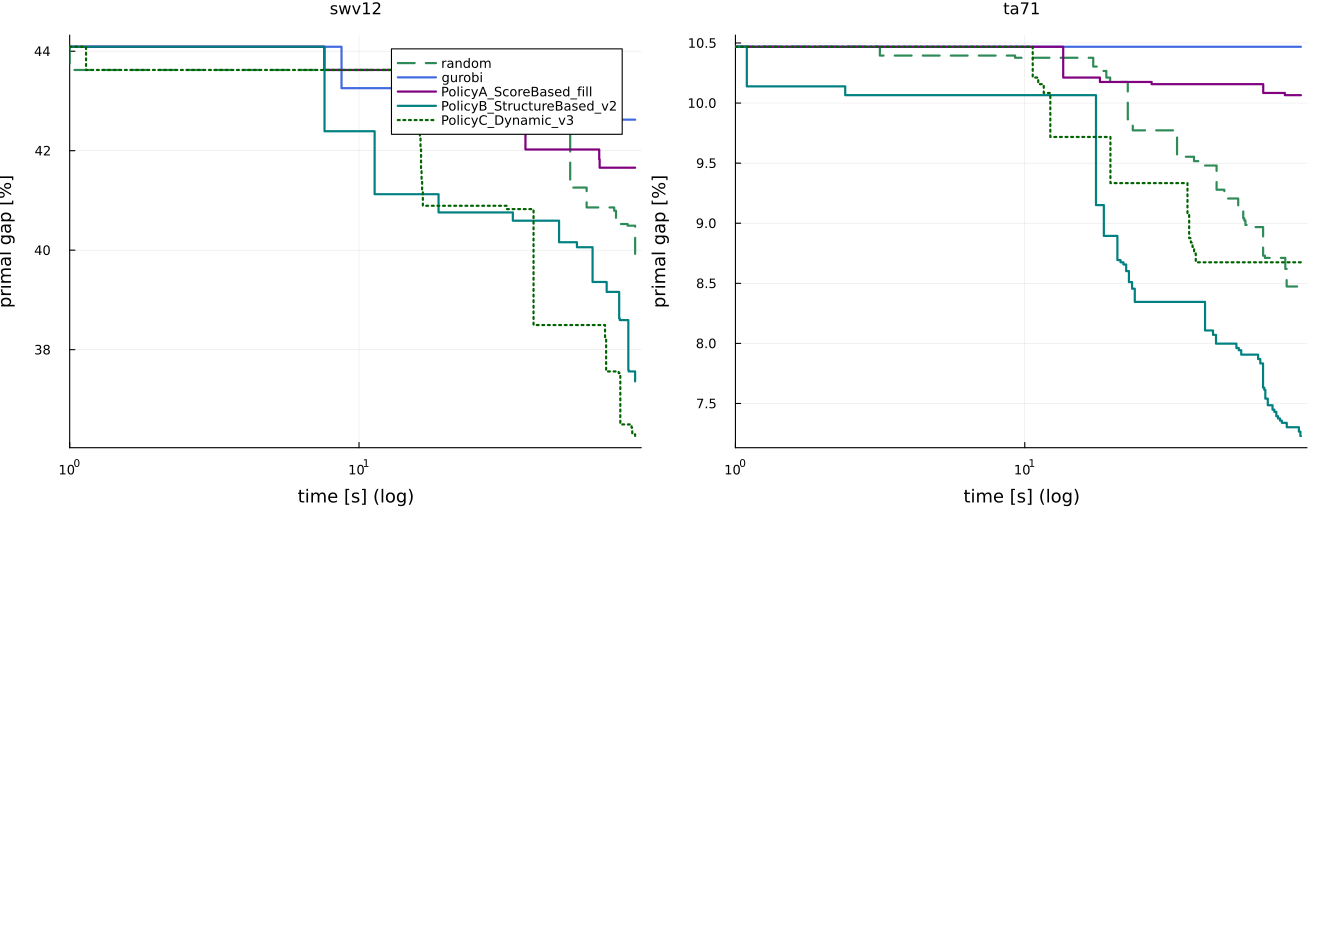 swv12
primal gap [%]
44
42
40
38
10^0
10^1
time [s] (log)
random
gurobi
PolicyA_ScoreBased_fill
PolicyB_StructureBased_v2
PolicyC_Dynamic_v3
ta71
primal gap [%]
10.5
10.0
9.5
9.0
8.5
8.0
7.5
10^0
10^1
time [s] (log)